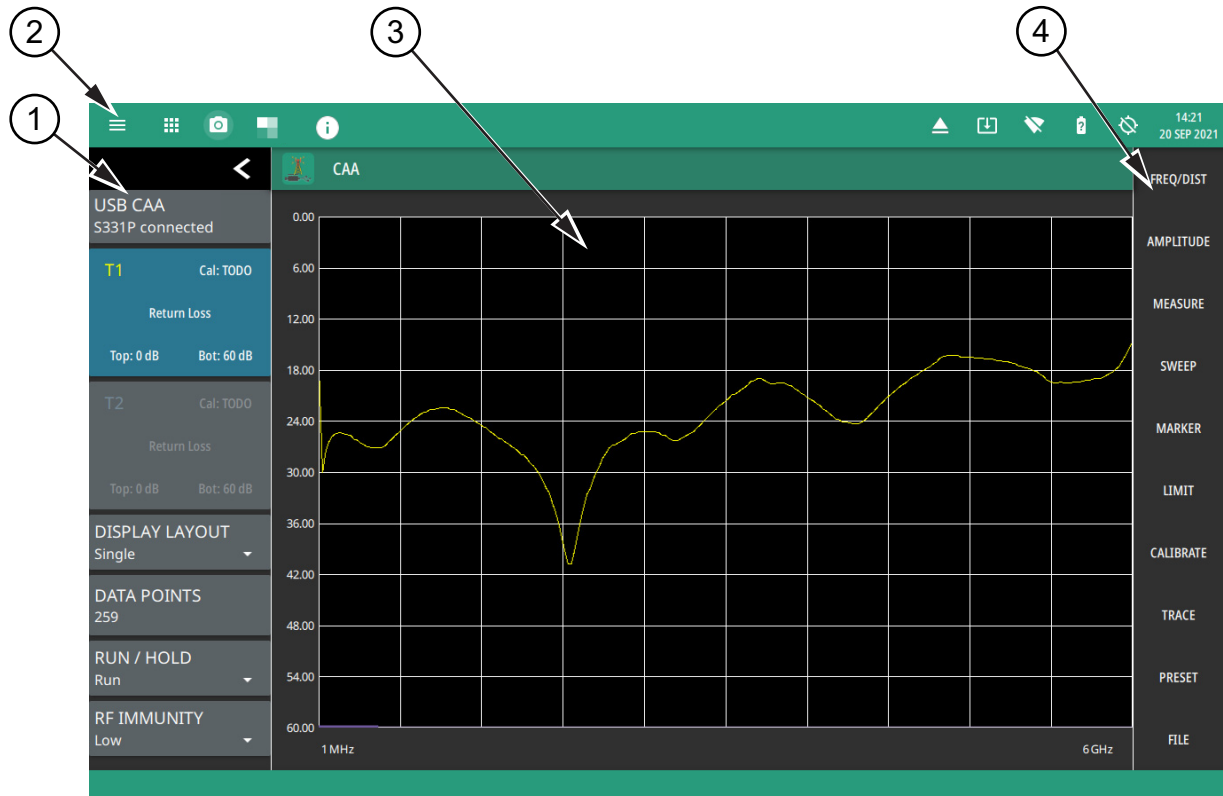 2
3
4
1
14:21
20 SEP 2021
CAA
FREQ/DIST
USB CAA
S331P connected
T1 Cal: TODO
Return Loss
Top: 0 dB Bot: 60 dB
T2 Cal: TODO
Return Loss
Top: 0 dB Bot: 60 dB
DISPLAY LAYOUT
Single
DATA POINTS
259
RUN / HOLD
Run
RF IMMUNITY
Low
0.00
6.00
12.00
18.00
24.00
30.00
36.00
42.00
48.00
54.00
60.00
1 MHz 6 GHz
AMPLITUDE
MEASURE
SWEEP
MARKER
LIMIT
CALIBRATE
TRACE
PRESET
FILE